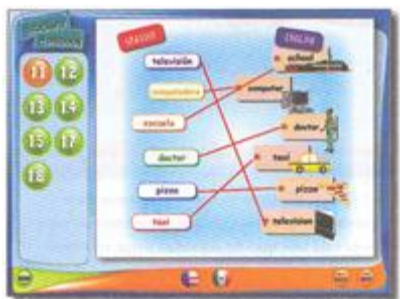 SPANISH
ENGLISH
televisión
school
computadora
computer
escuela
doctor
doctor
taxi
pizza
pizza
taxi
television
11
12
13
14
15
17
18